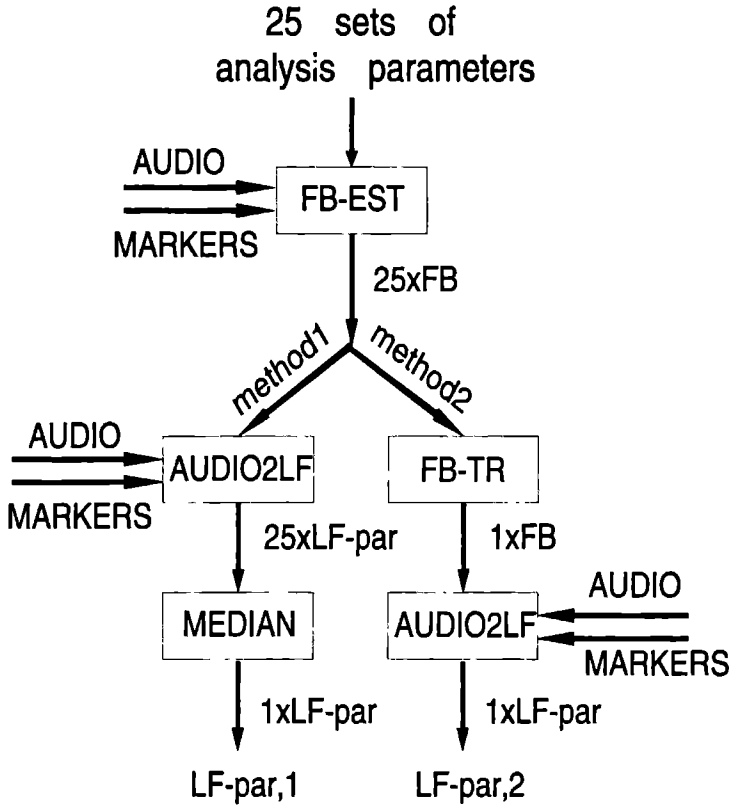 25 sets of
analysis parameters
AUDIO
FB-EST
MARKERS
25xFB
method1
method2
AUDIO
AUDIO2LF
FB-TR
MARKERS
25xLF-par
1xFB
AUDIO
MEDIAN
AUDIO2LF
MARKERS
1xLF-par
1xLF-par
LF-par,1
LF-par,2